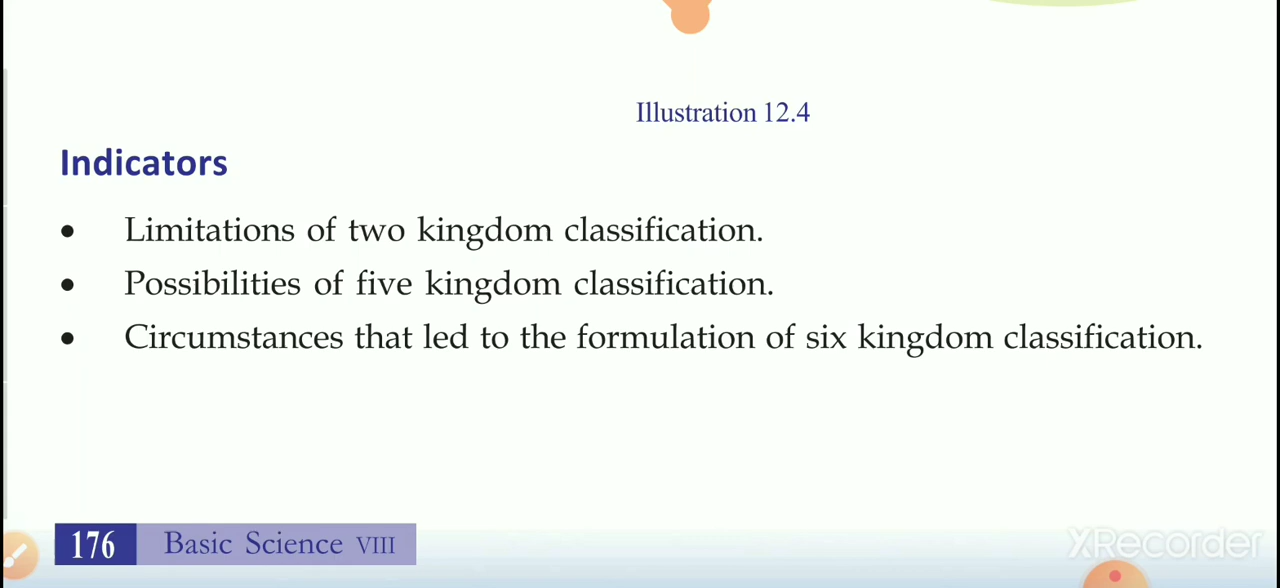 Illustration 12.4
Indicators
• Limitations of two kingdom classification.
• Possibilities of five kingdom classification.
• Circumstances that led to the formulation of six kingdom classification.
176 Basic Science VIII
XRecorder